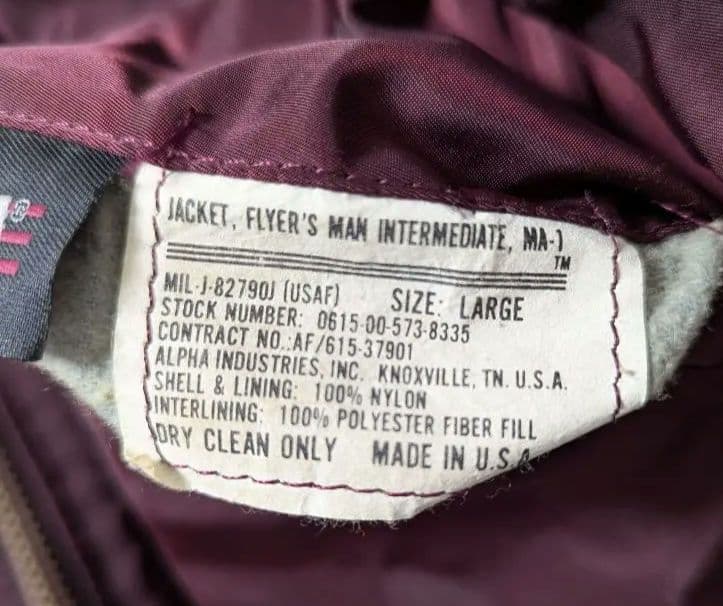 JACKET, FLYER'S MAN INTERMEDIATE, MA-1
TM
MIL-J-82790J (USAF) SIZE: LARGE
STOCK NUMBER: 0615-00-573-8335
CONTRACT NO.:AF/615-37901
ALPHA INDUSTRIES, INC. KNOXVILLE, TN. U.S.A.
SHELL & LINING: 100% NYLON
INTERLINING: 100% POLYESTER FIBER FILL
DRY CLEAN ONLY MADE IN U.S.A.
®